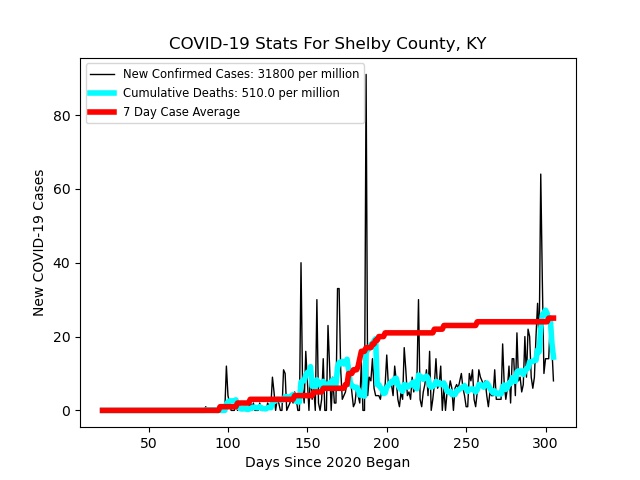 COVID-19 Stats For Shelby County, KY
New Confirmed Cases: 31800 per million
Cumulative Deaths: 510.0 per million
7 Day Case Average
80
60
40
20
0
New COVID-19 Cases
50 100 150 200 250 300
Days Since 2020 Began